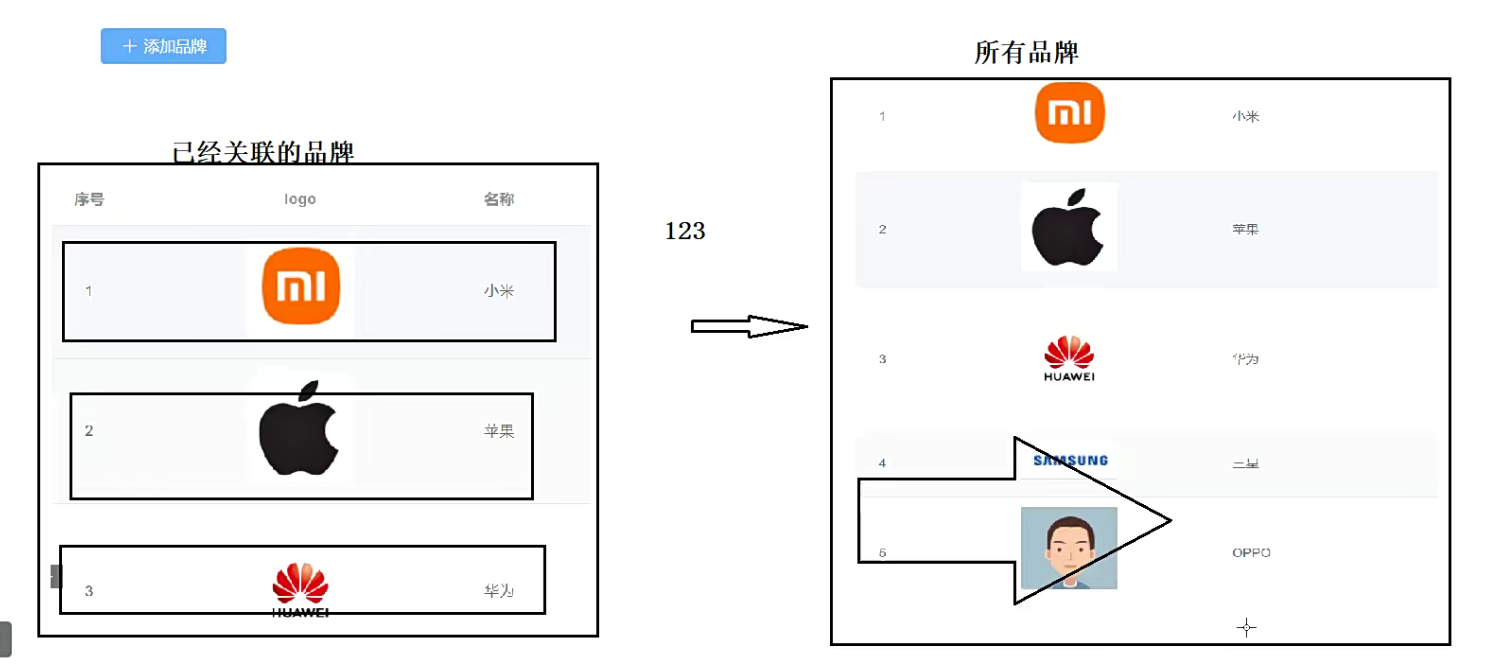 + 添加品牌
已经关联的品牌
序号 logo 名称
1 mi 小米
2 苹果
3 HUAWEI 华为
123
所有品牌
1 mi 小米
2 苹果
3 HUAWEI 华为
4 SAMSUNG 三星
5 OPPO